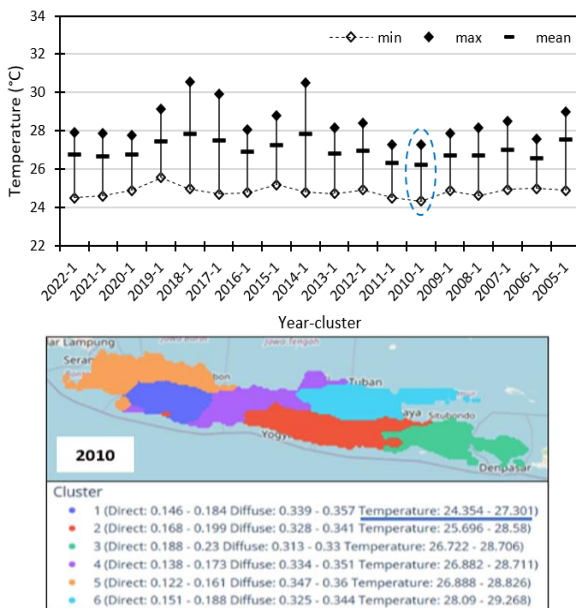 34
min max mean
32
30
28
26
24
22
Temperature (°C)
2022-1 2021-1 2020-1 2019-1 2018-1 2017-1 2016-1 2015-1 2014-1 2013-1 2012-1 2011-1 2010-1 2009-1 2008-1 2007-1 2006-1 2005-1
Year-cluster
ar Lampung
Jawa Tengah
Seran
bon
Tuban
aya Situbondo
Yogy
2010
Denpasar
Cluster
1 (Direct: 0.146 - 0.184 Diffuse: 0.339 - 0.357 Temperature: 24.354 - 27.301)
2 (Direct: 0.168 - 0.199 Diffuse: 0.328 - 0.341 Temperature: 25.696 - 28.58)
3 (Direct: 0.188 - 0.23 Diffuse: 0.313 - 0.33 Temperature: 26.722 - 28.706)
4 (Direct: 0.138 - 0.173 Diffuse: 0.334 - 0.351 Temperature: 26.882 - 28.711)
5 (Direct: 0.122 - 0.161 Diffuse: 0.347 - 0.36 Temperature: 26.888 - 28.826)
6 (Direct: 0.151 - 0.188 Diffuse: 0.325 - 0.344 Temperature: 28.09 - 29.268)